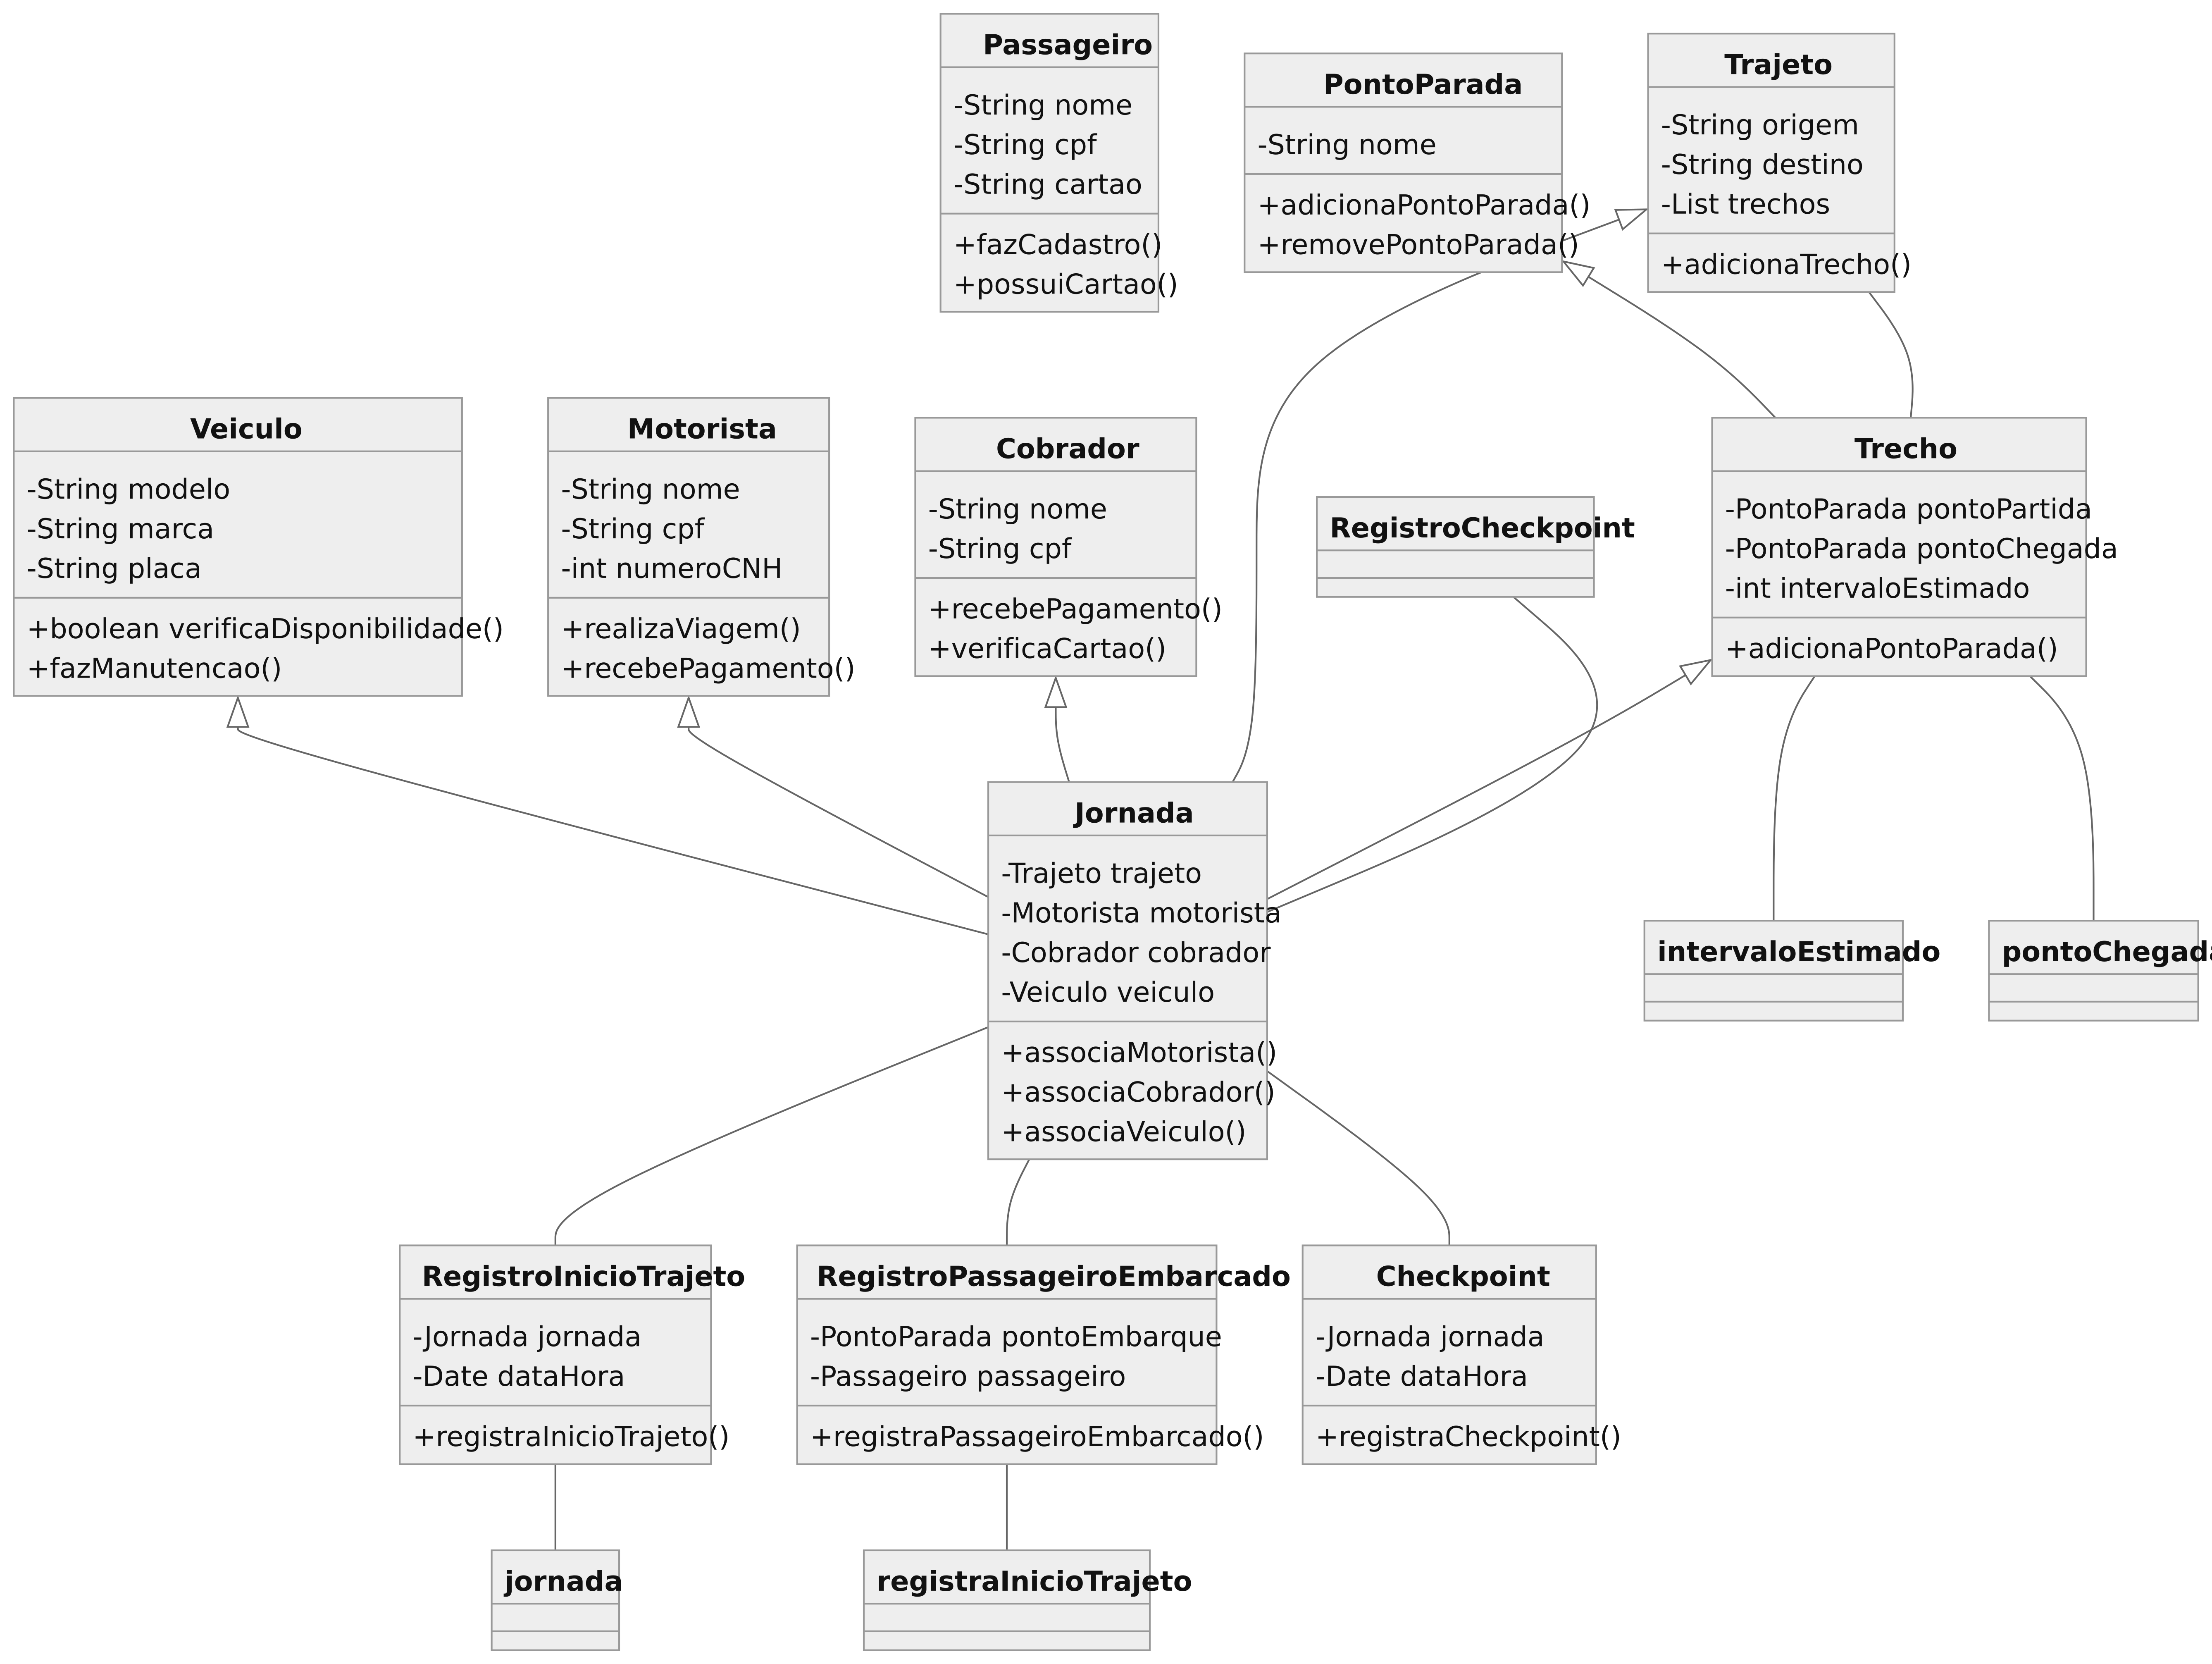 Passageiro
-String nome
-String cpf
-String cartao
+fazCadastro()
+possuiCartao()
PontoParada
-String nome
+adicionaPontoParada()
+removePontoParada()
Trajeto
-String origem
-String destino
-List trechos
+adicionaTrecho()
Veiculo
-String modelo
-String marca
-String placa
+boolean verificaDisponibilidade()
+fazManutencao()
Motorista
-String nome
-String cpf
-int numeroCNH
+realizaViagem()
+recebePagamento()
Cobrador
-String nome
-String cpf
+recebePagamento()
+verificaCartao()
RegistroCheckpoint
Trecho
-PontoParada pontoPartida
-PontoParada pontoChegada
-int intervaloEstimado
+adicionaPontoParada()
Jornada
-Trajeto trajeto
-Motorista motorista
-Cobrador cobrador
-Veiculo veiculo
+associaMotorista()
+associaCobrador()
+associaVeiculo()
intervaloEstimado
pontoChegada
RegistroInicioTrajeto
-Jornada jornada
-Date dataHora
+registraInicioTrajeto()
RegistroPassageiroEmbarcado
-PontoParada pontoEmbarque
-Passageiro passageiro
+registraPassageiroEmbarcado()
Checkpoint
-Jornada jornada
-Date dataHora
+registraCheckpoint()
jornada
registraInicioTrajeto